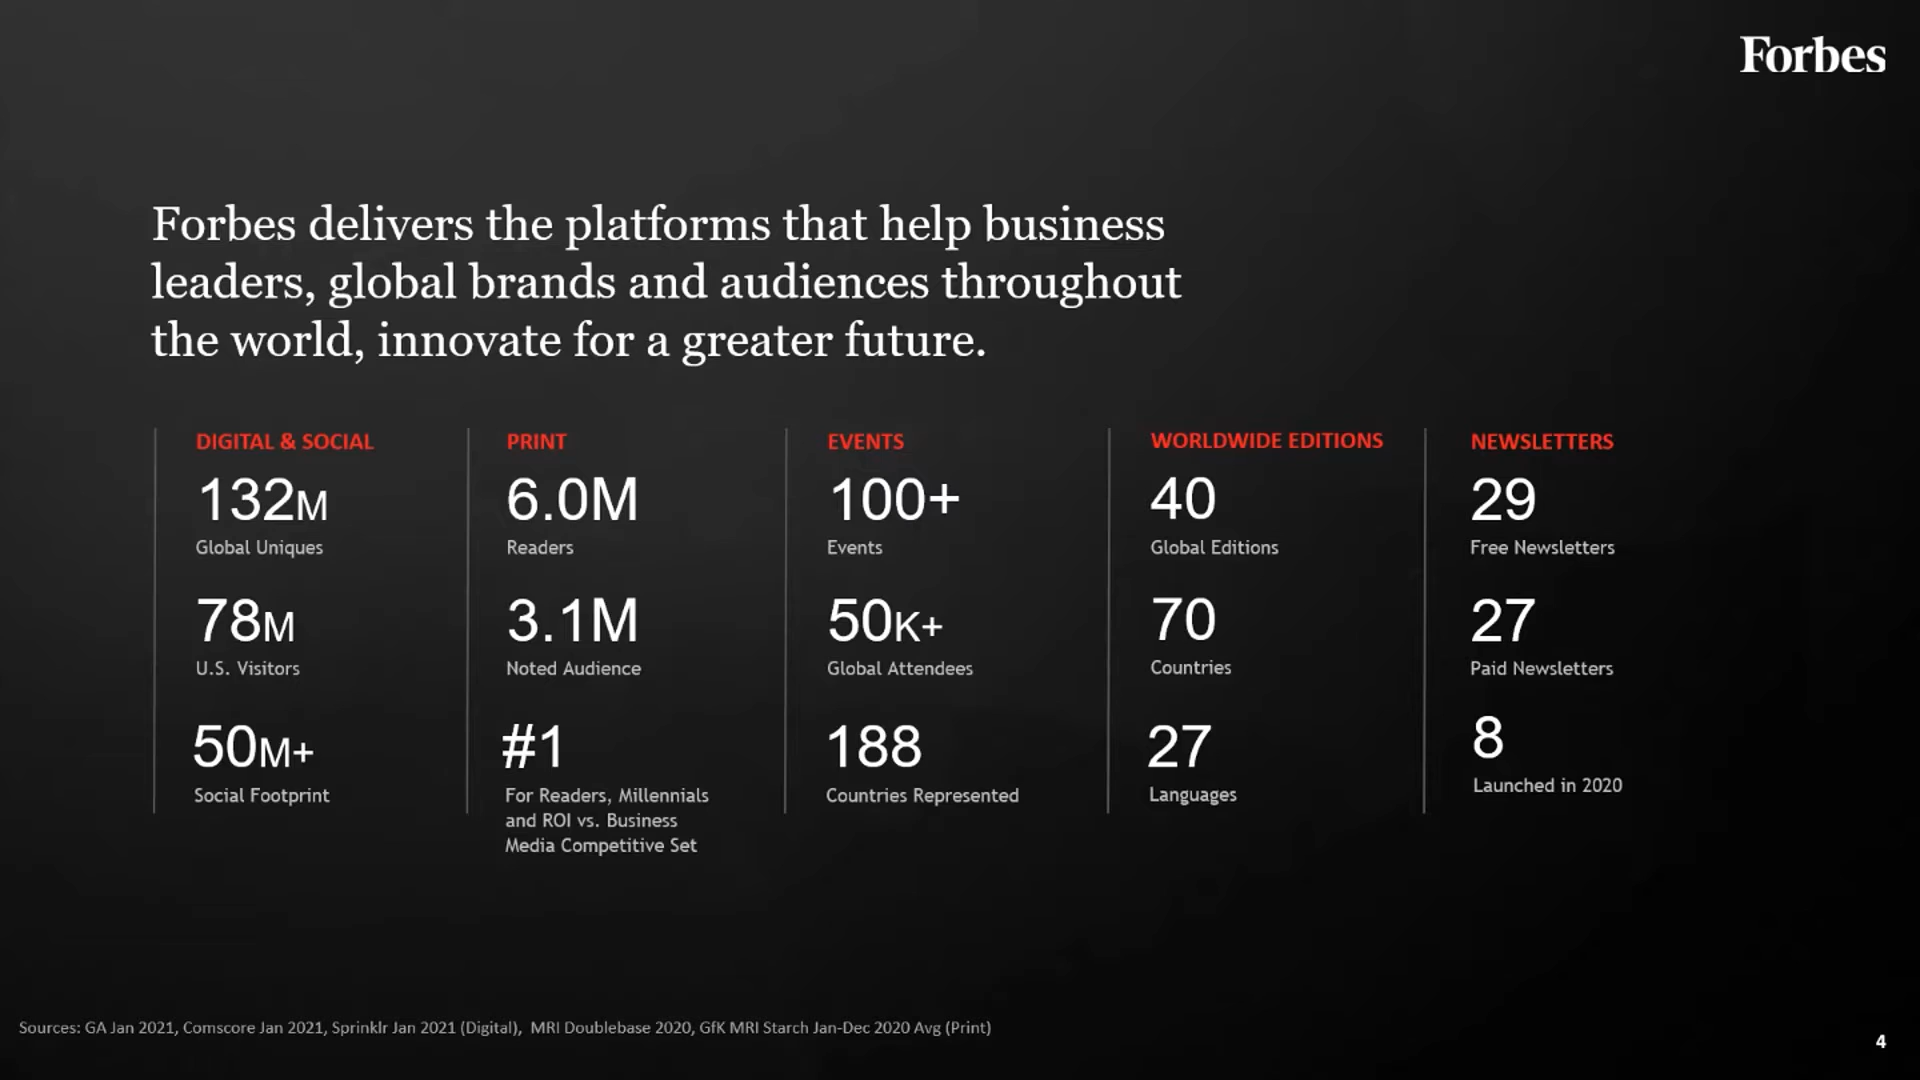 Forbes
Forbes delivers the platforms that help business
leaders, global brands and audiences throughout
the world, innovate for a greater future.
DIGITAL & SOCIAL
132M
Global Uniques
78M
U.S. Visitors
50M+
Social Footprint
PRINT
6.0M
Readers
3.1M
Noted Audience
#1
For Readers, Millennials
and ROI vs. Business
Media Competitive Set
EVENTS
100+
Events
50K+
Global Attendees
188
Countries Represented
WORLDWIDE EDITIONS
40
Global Editions
70
Countries
27
Languages
NEWSLETTERS
29
Free Newsletters
27
Paid Newsletters
8
Launched in 2020
Sources: GA Jan 2021, Comscore Jan 2021, Sprinklr Jan 2021 (Digital), MRI Doublebase 2020, GfK MRI Starch Jan-Dec 2020 Avg (Print)
4